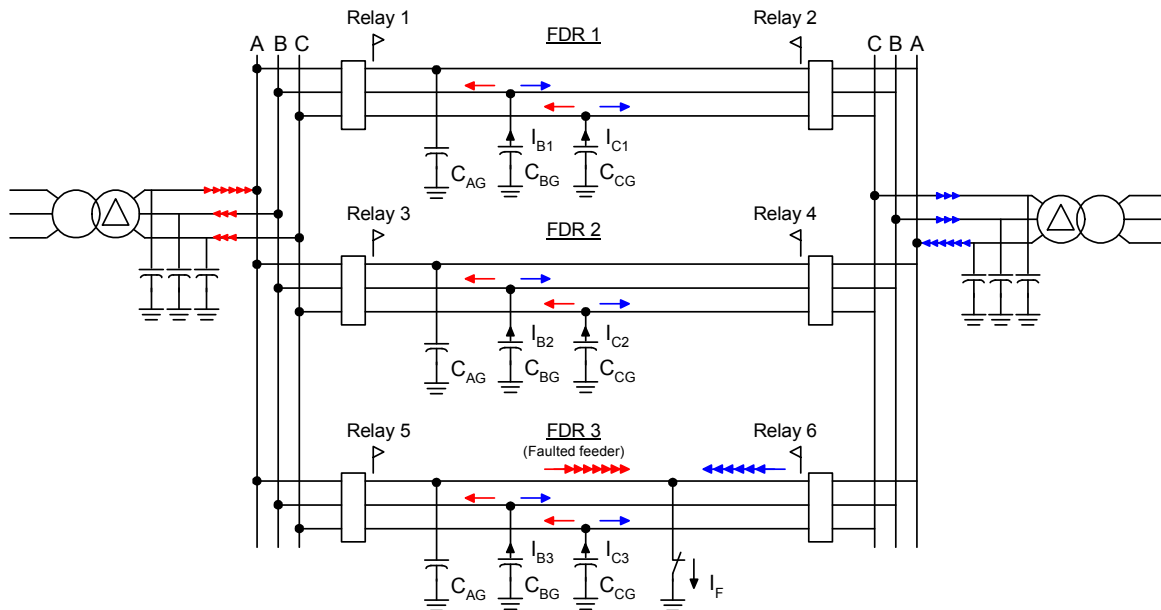 Relay 1
FDR 1
Relay 2
A B C
C B A
I_B1
I_C1
C_AG
C_BG
C_CG
Relay 3
FDR 2
Relay 4
I_B2
I_C2
C_AG
C_BG
C_CG
Relay 5
FDR 3
(Faulted feeder)
Relay 6
I_B3
I_C3
C_AG
C_BG
C_CG
I_F